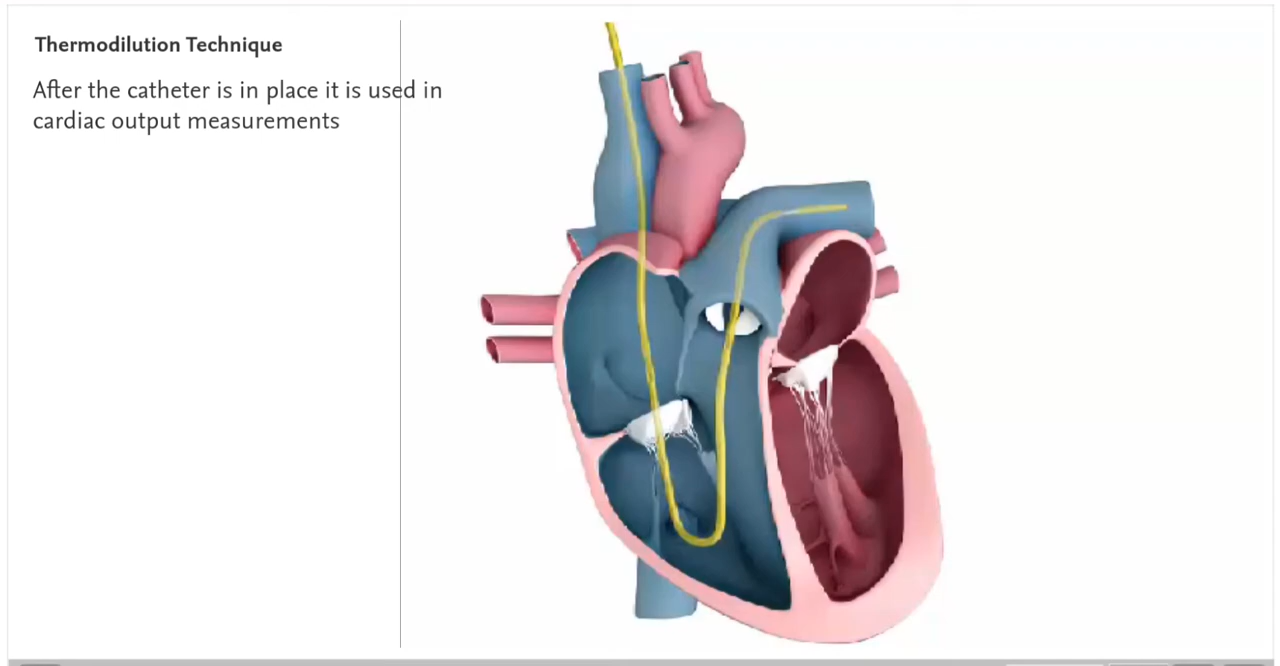 Thermodilution Technique
After the catheter is in place it is used in
cardiac output measurements